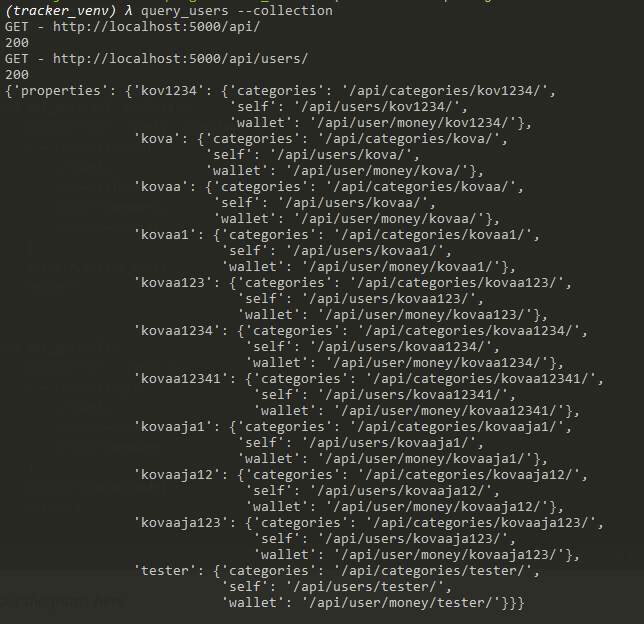 (tracker_venv) λ query_users --collection
GET - http://localhost:5000/api/
200
GET - http://localhost:5000/api/users/
200
{'properties': {'kov1234': {'categories': '/api/categories/kov1234/',
'self': '/api/users/kov1234/',
'wallet': '/api/user/money/kov1234/'},
'kova': {'categories': '/api/categories/kova/',
'self': '/api/users/kova/',
'wallet': '/api/user/money/kova/'},
'kovaa': {'categories': '/api/categories/kovaa/',
'self': '/api/users/kovaa/',
'wallet': '/api/user/money/kovaa/'},
'kovaa1': {'categories': '/api/categories/kovaa1/',
'self': '/api/users/kovaa1/',
'wallet': '/api/user/money/kovaa1/'},
'kovaa123': {'categories': '/api/categories/kovaa123/',
'self': '/api/users/kovaa123/',
'wallet': '/api/user/money/kovaa123/'},
'kovaa1234': {'categories': '/api/categories/kovaa1234/',
'self': '/api/users/kovaa1234/',
'wallet': '/api/user/money/kovaa1234/'},
'kovaa12341': {'categories': '/api/categories/kovaa12341/',
'self': '/api/users/kovaa12341/',
'wallet': '/api/user/money/kovaa12341/'},
'kovaaja1': {'categories': '/api/categories/kovaaja1/',
'self': '/api/users/kovaaja1/',
'wallet': '/api/user/money/kovaaja1/'},
'kovaaja12': {'categories': '/api/categories/kovaaja12/',
'self': '/api/users/kovaaja12/',
'wallet': '/api/user/money/kovaaja12/'},
'kovaaja123': {'categories': '/api/categories/kovaaja123/',
'self': '/api/users/kovaaja123/',
'wallet': '/api/user/money/kovaaja123/'},
'tester': {'categories': '/api/categories/tester/',
'self': '/api/users/tester/',
'wallet': '/api/user/money/tester/'}}}
diagrams here